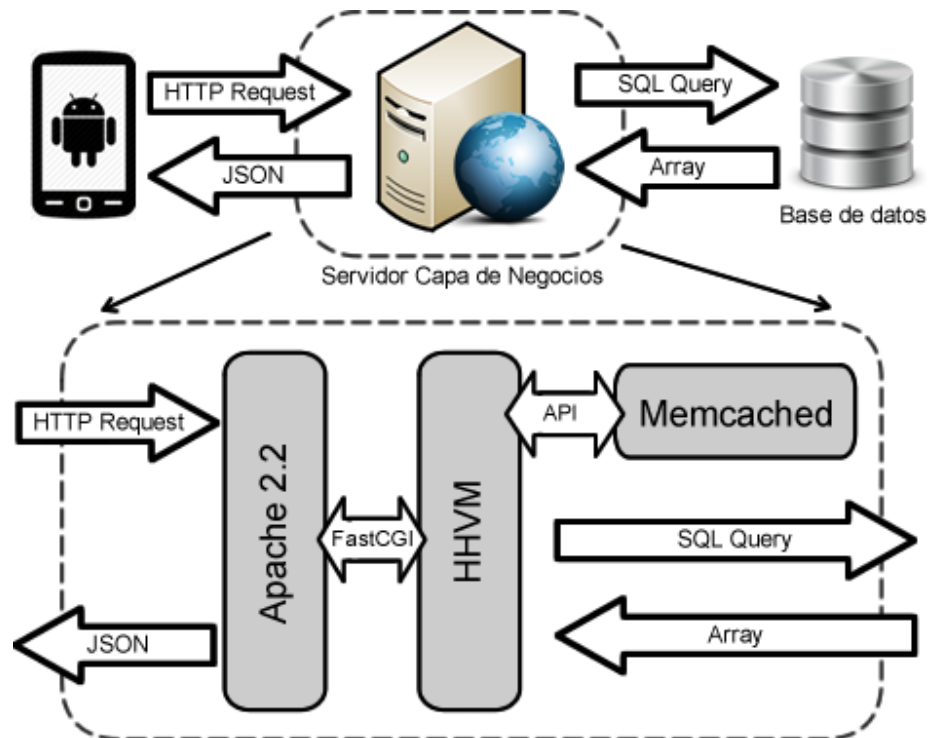 HTTP Request
SQL Query
JSON
Array
Base de datos
Servidor Capa de Negocios
HTTP Request
Apache 2.2
FastCGI
HHVM
API
Memcached
SQL Query
JSON
Array